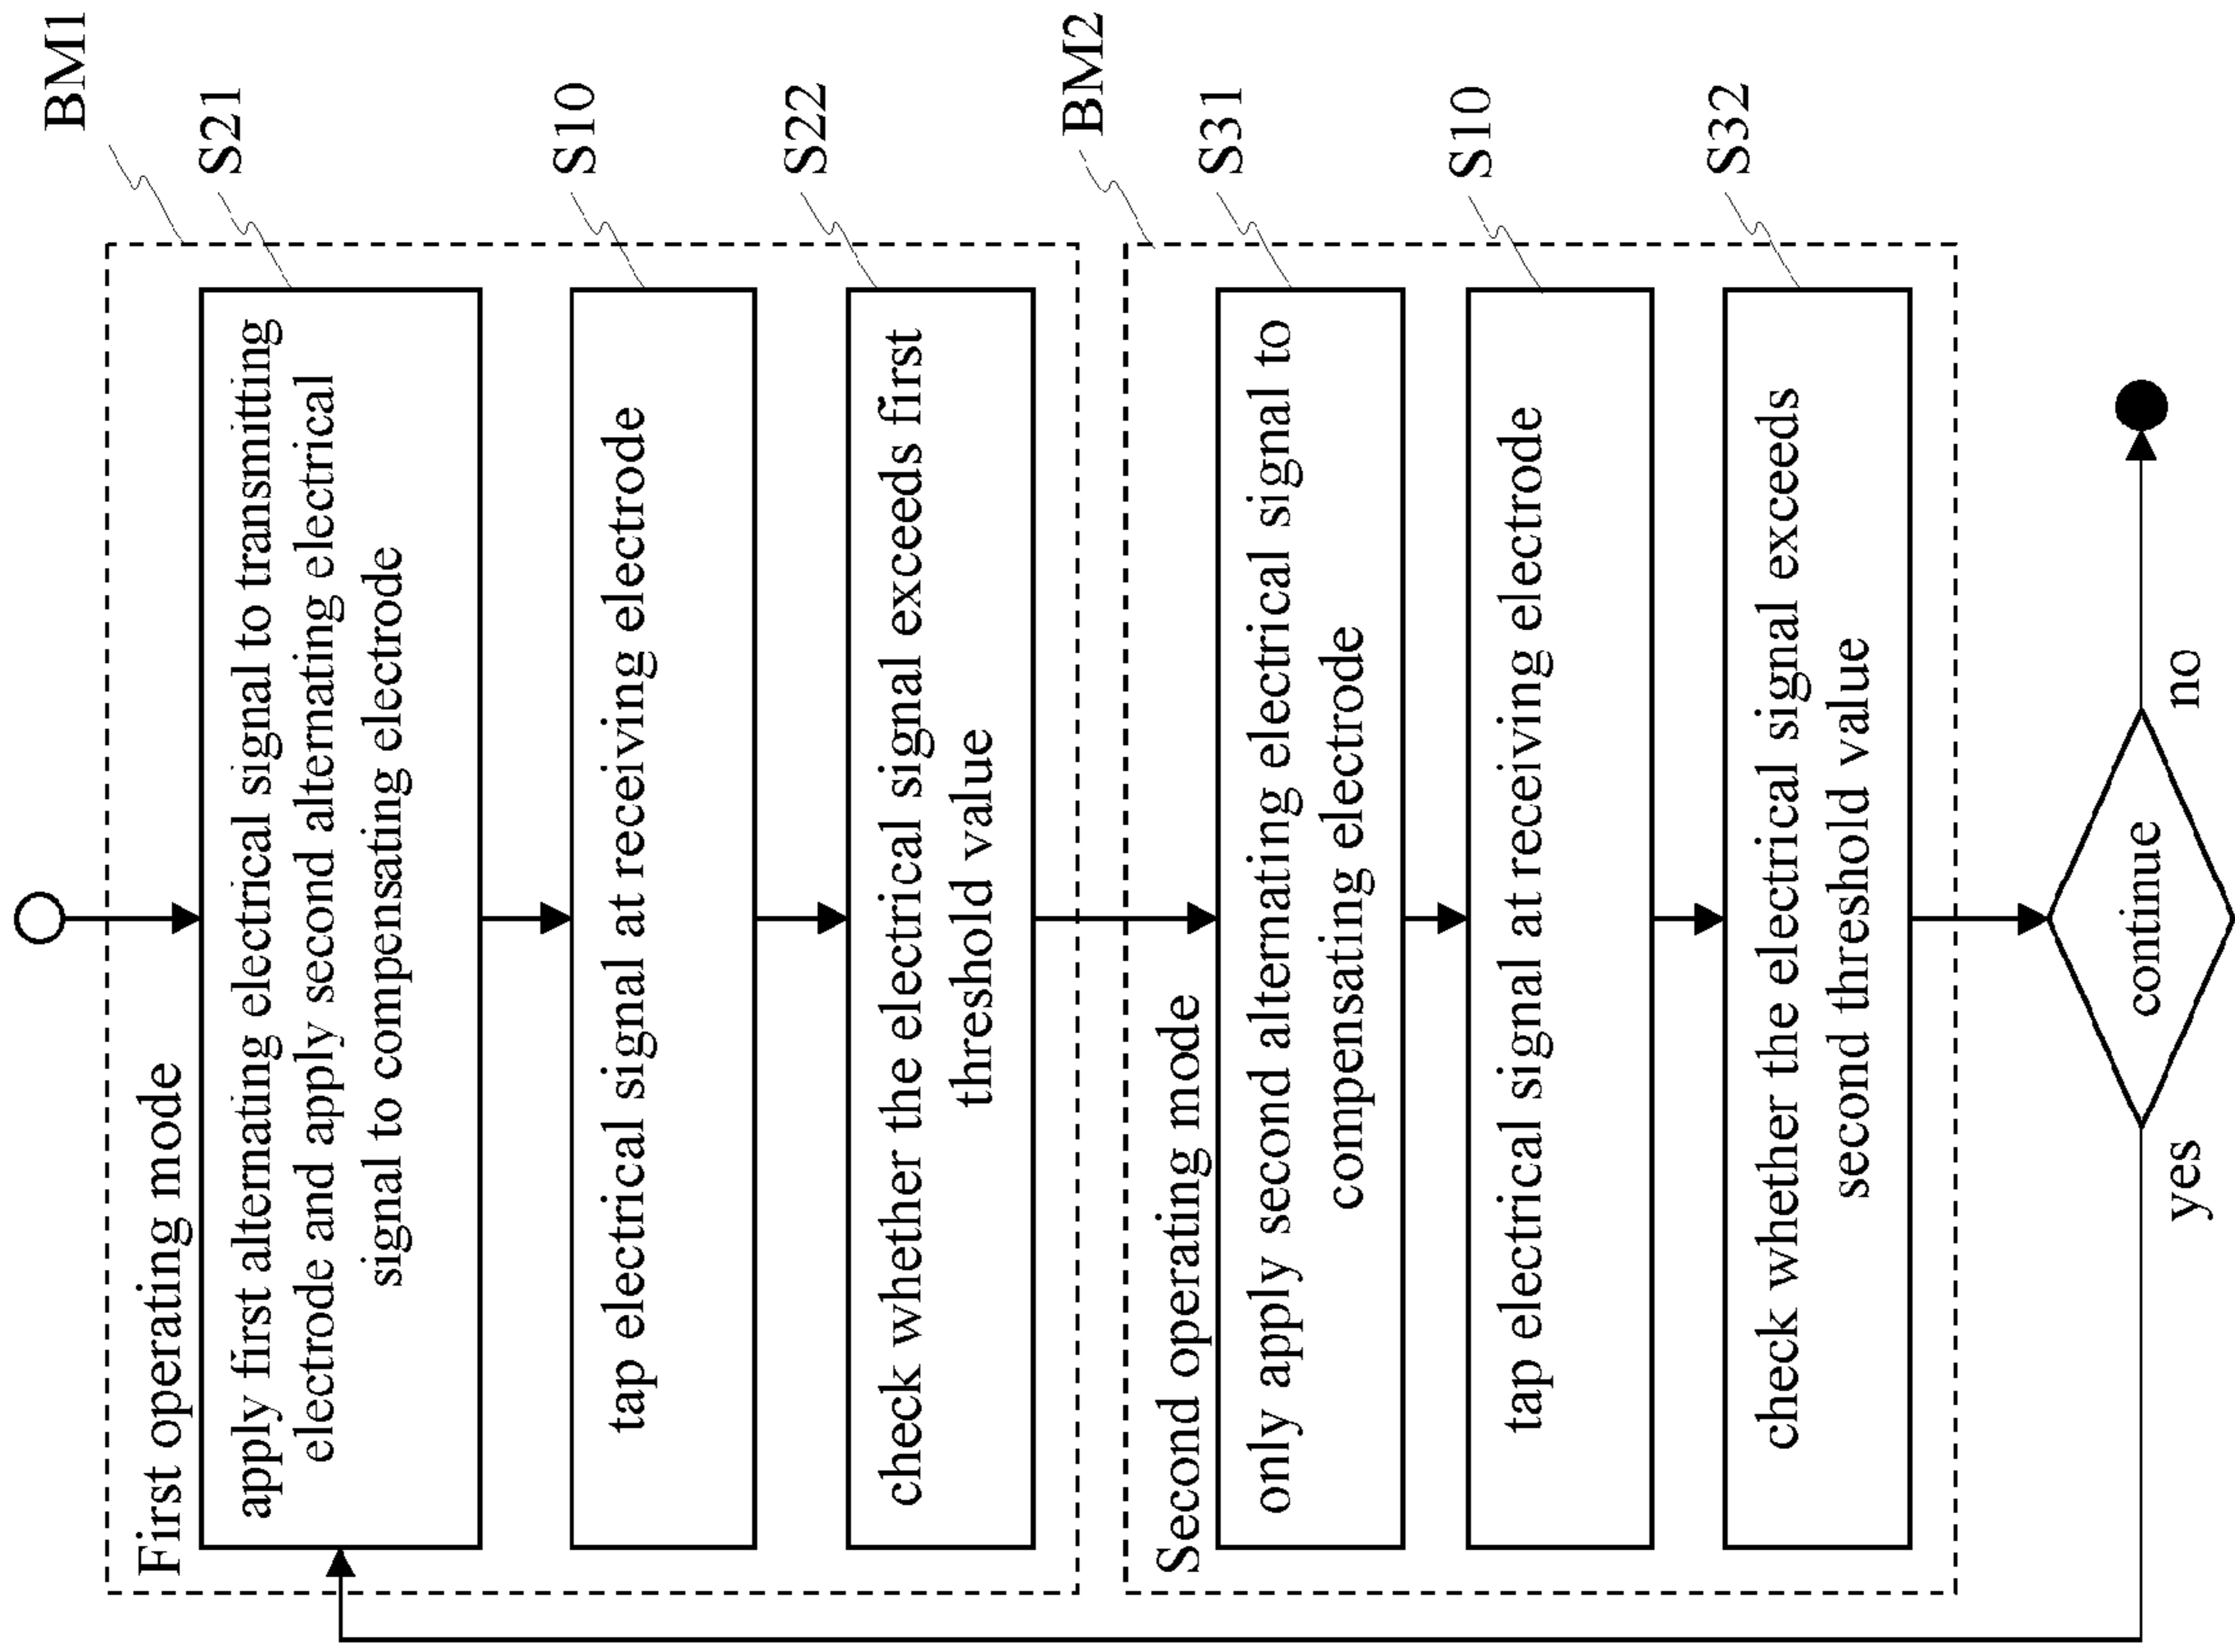 BM1
First operating mode
S21
apply first alternating electrical signal to transmitting
electrode and apply second alternating electrical
signal to compensating electrode
S10
tap electrical signal at receiving electrode
S22
check whether the electrical signal exceeds first
threshold value
BM2
Second operating mode
S31
only apply second alternating electrical signal to
compensating electrode
S10
tap electrical signal at receiving electrode
S32
check whether the electrical signal exceeds
second threshold value
continue
yes
no